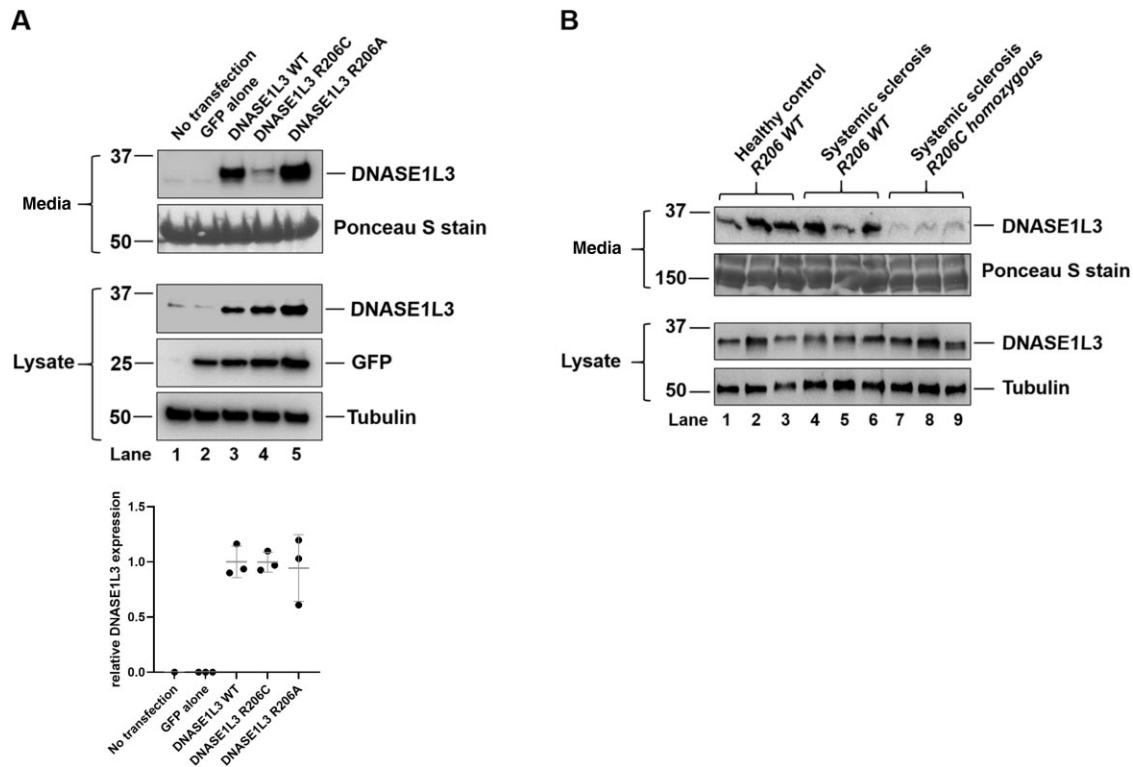 A
No transfection
GFP alone
DNASE1L3 WT
DNASE1L3 R206C
DNASE1L3 R206A
37
Media
DNASE1L3
50
Ponceau S stain
37
DNASE1L3
Lysate
25
GFP
50
Tubulin
Lane 1 2 3 4 5
relative DNASE1L3 expression
1.5
1.0
0.5
0.0
No transfection
GFP alone
DNASE1L3 WT
DNASE1L3 R206C
DNASE1L3 R206A
B
Healthy control
R206 WT
Systemic sclerosis
R206 WT
Systemic sclerosis
R206C homozygous
37
DNASE1L3
Media
150
Ponceau S stain
37
DNASE1L3
Lysate
50
Tubulin
Lane 1 2 3 4 5 6 7 8 9